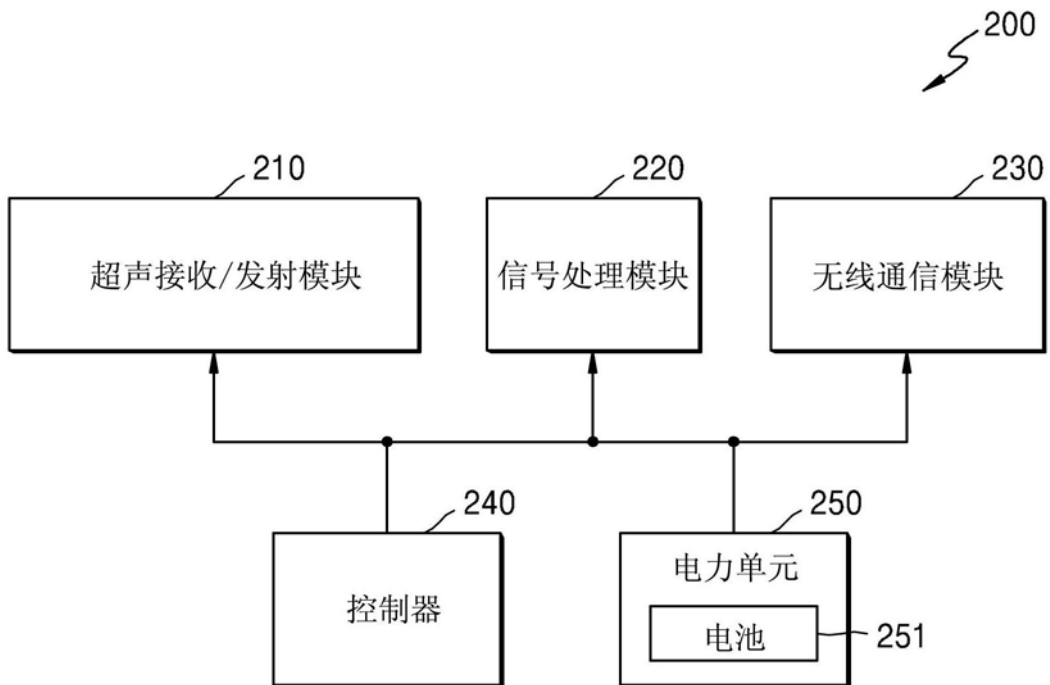 200
210
220
230
超声接收/发射模块
信号处理模块
无线通信模块
240
250
控制器
电力单元
电池
251